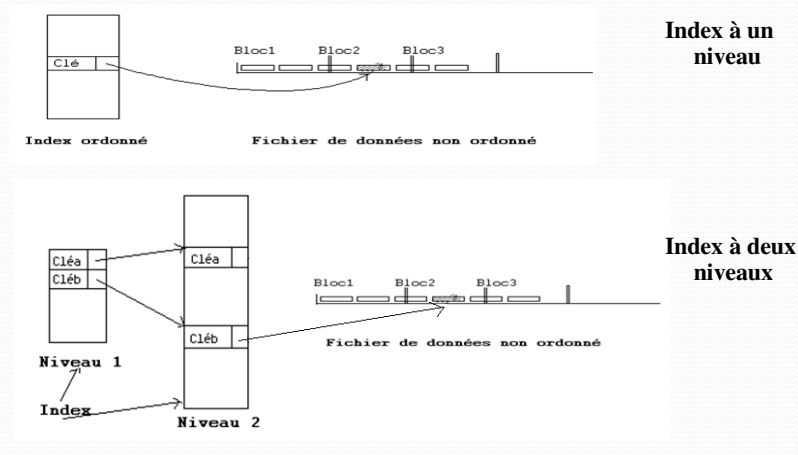 Index à un
niveau
Bloc1 Bloc2 Bloc3
Clé
Index ordonné
Fichier de données non ordonné
Index à deux
niveaux
Cléa
Cléb
Cléa
Cléb
Bloc1 Bloc2 Bloc3
Fichier de données non ordonné
Niveau 1
Index
Niveau 2